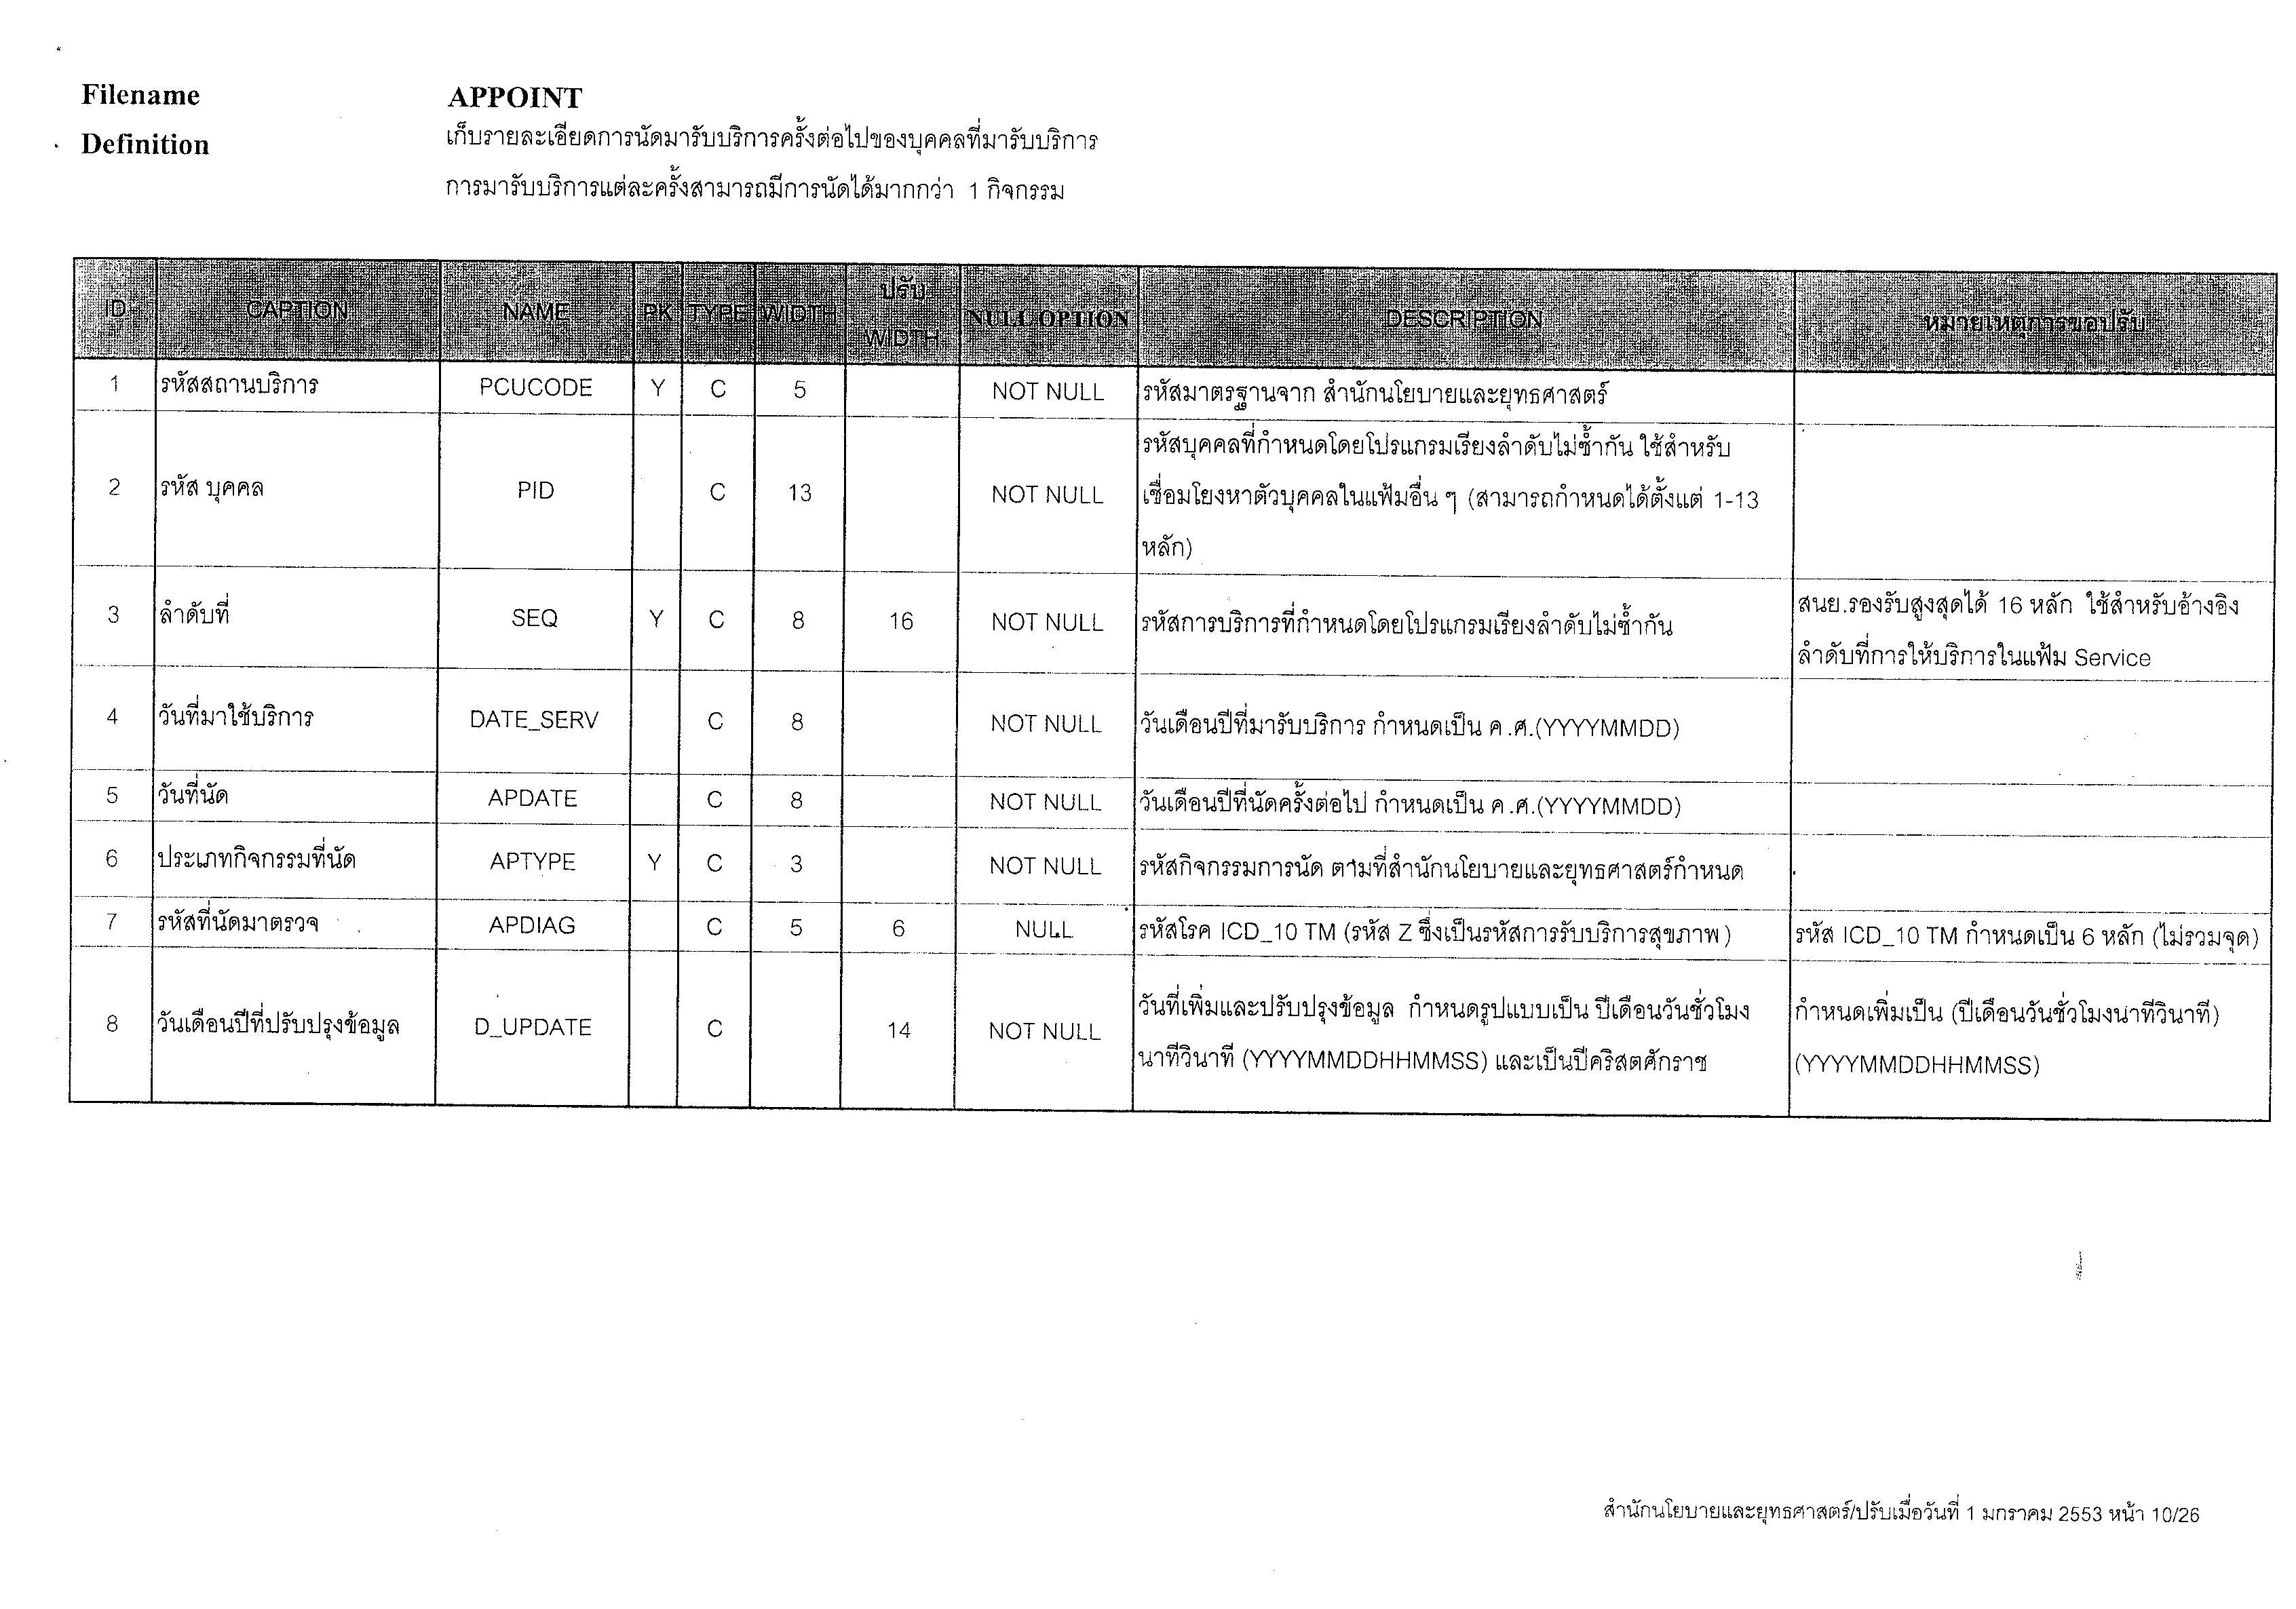 Filename APPOINT
Definition เก็บรายละเอียดการนัดมารับบริการครั้งต่อไปของบุคคลที่มารับบริการ
การมารับบริการแต่ละครั้งสามารถมีการนัดได้มากกว่า 1 กิจกรรม
ID CAPTION NAME PK TYPE WIDTH ปรับ WIDTH NULL OPTION DESCRIPTION หมายเหตุการขอปรับ
1 รหัสสถานบริการ PCUCODE Y C 5 NOT NULL รหัสมาตรฐานจาก สำนักนโยบายและยุทธศาสตร์
2 รหัส บุคคล PID C 13 NOT NULL รหัสบุคคลที่กำหนดโดยโปรแกรมเรียงลำดับไม่ซ้ำกัน ใช้สำหรับ
เชื่อมโยงหาตัวบุคคลในแฟ้มอื่น ๆ (สามารถกำหนดได้ตั้งแต่ 1-13
หลัก)
3 ลำดับที่ SEQ Y C 8 16 NOT NULL รหัสการบริการที่กำหนดโดยโปรแกรมเรียงลำดับไม่ซ้ำกัน สนย.รองรับสูงสุดได้ 16 หลัก ใช้สำหรับอ้างอิง
ลำดับที่การให้บริการในแฟ้ม Service
4 วันที่มาใช้บริการ DATE_SERV C 8 NOT NULL วันเดือนปีที่มารับบริการ กำหนดเป็น ค.ศ.(YYYYMMDD)
5 วันที่นัด APDATE C 8 NOT NULL วันเดือนปีที่นัดครั้งต่อไป กำหนดเป็น ค.ศ.(YYYYMMDD)
6 ประเภทกิจกรรมที่นัด APTYPE Y C 3 NOT NULL รหัสกิจกรรมการนัด ตามที่สำนักนโยบายและยุทธศาสตร์กำหนด
7 รหัสที่นัดมาตรวจ APDIAG C 5 6 NULL รหัสโรค ICD_10 TM (รหัส Z ซึ่งเป็นรหัสการรับบริการสุขภาพ) รหัส ICD_10 TM กำหนดเป็น 6 หลัก (ไม่รวมจุด)
8 วันเดือนปีที่ปรับปรุงข้อมูล D_UPDATE C 14 NOT NULL วันที่เพิ่มและปรับปรุงข้อมูล กำหนดรูปแบบเป็น ปีเดือนวันชั่วโมง กำหนดเพิ่มเป็น (ปีเดือนวันชั่วโมงนาทีวินาที)
นาทีวินาที (YYYYMMDDHHMMSS) และเป็นปีคริสตศักราช (YYYYMMDDHHMMSS)
สำนักนโยบายและยุทธศาสตร์/ปรับเมื่อวันที่ 1 มกราคม 2553 หน้า 10/26